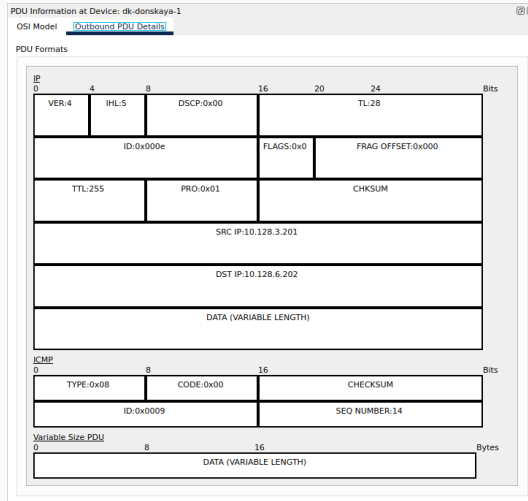 PDU Information at Device: dk-donskaya-1
OSI Model Outbound PDU Details
PDU Formats
IP
0 4 8 16 20 24 Bits
VER:4 IHL:5 DSCP:0x00 TL:28
ID:0x000e FLAGS:0x0 FRAG OFFSET:0x000
TTL:255 PRO:0x01 CHKSUM
SRC IP:10.128.3.201
DST IP:10.128.6.202
DATA (VARIABLE LENGTH)
ICMP
0 8 16 Bits
TYPE:0x08 CODE:0x00 CHECKSUM
ID:0x0009 SEQ NUMBER:14
Variable Size PDU
0 8 16 Bytes
DATA (VARIABLE LENGTH)